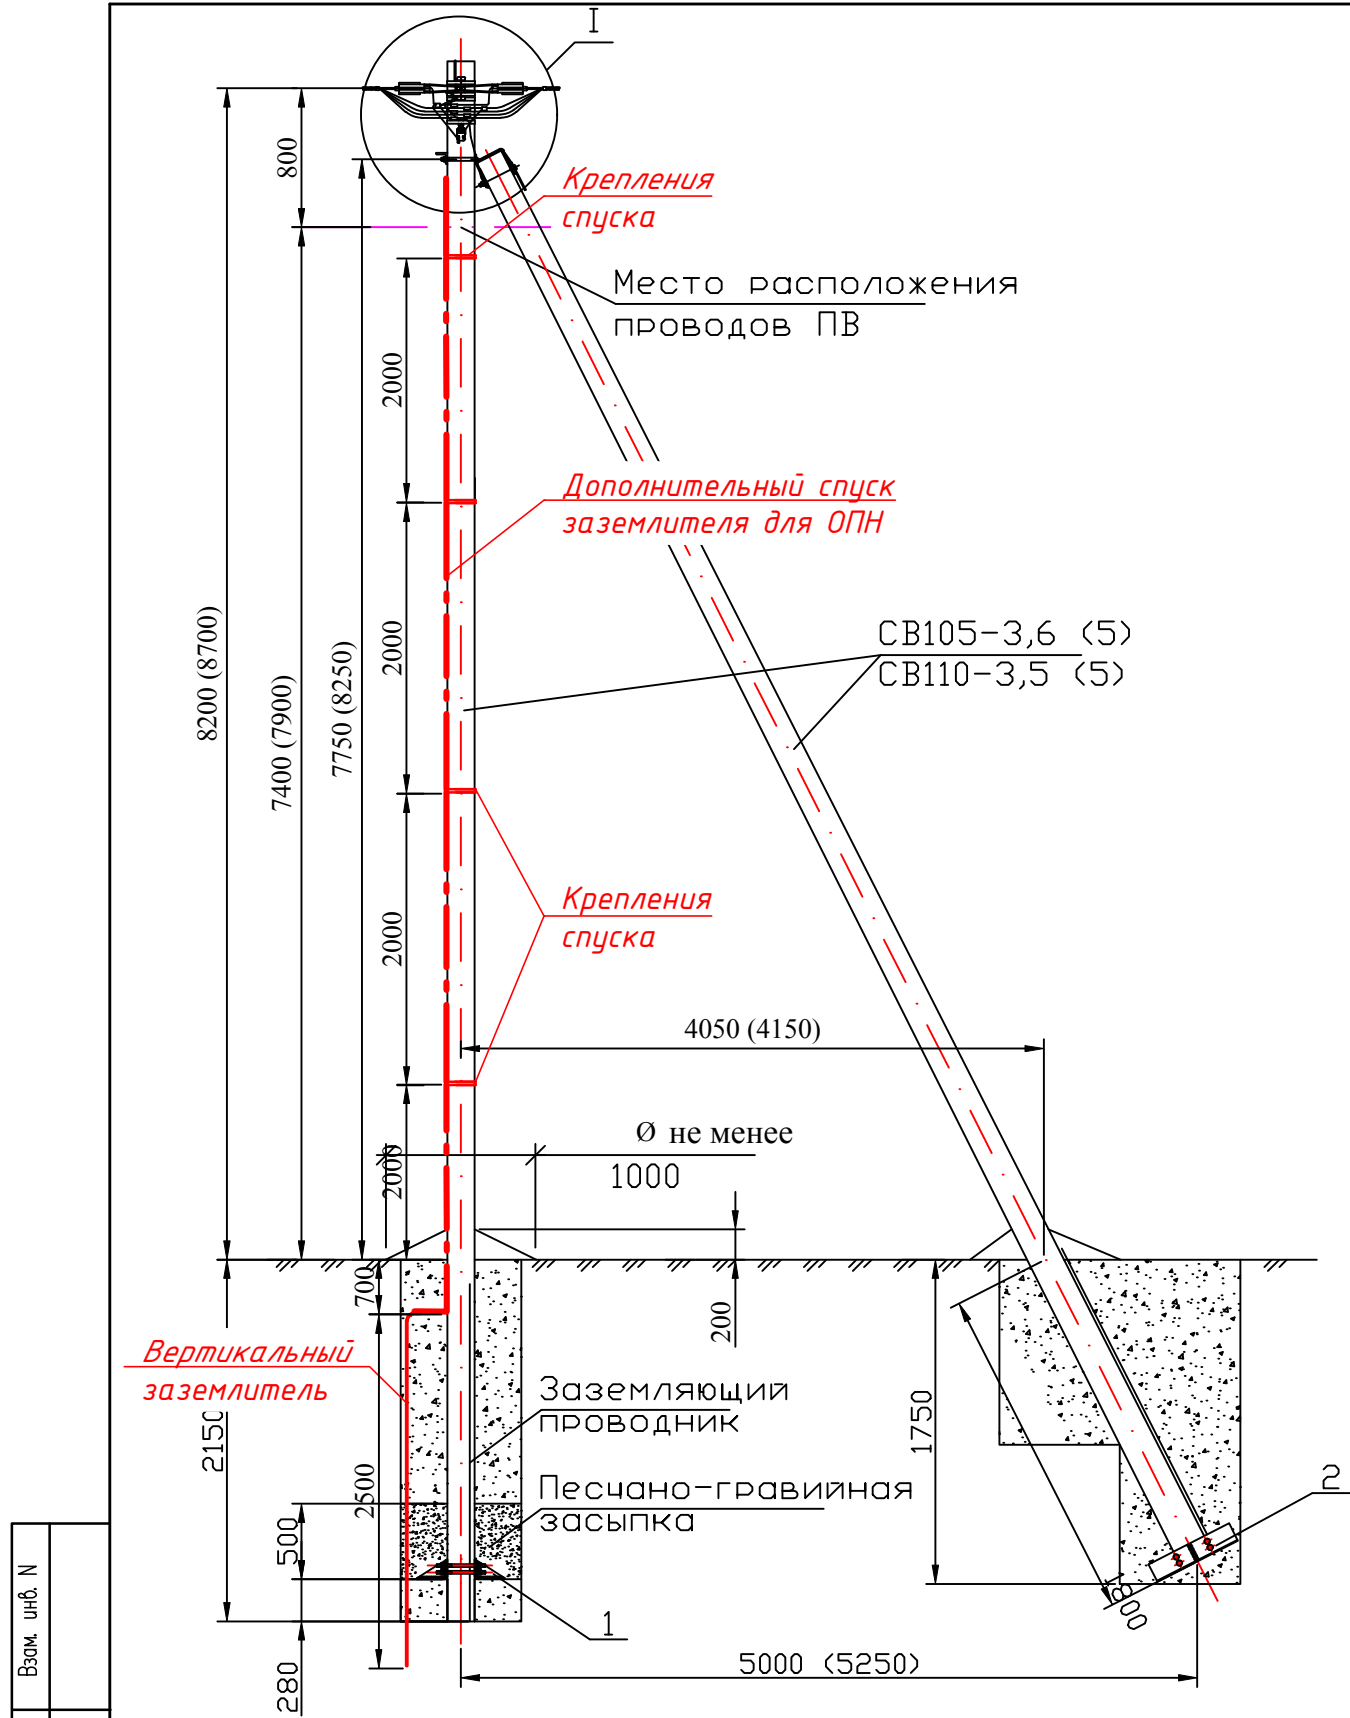 I
800
Крепления
спуска
Место расположения
проводов ПВ
2000
Дополнительный спуск
заземлителя для ОПН
8200 (8700)
7400 (7900)
7750 (8250)
2000
СВ105-3,6 (5)
СВ110-3,5 (5)
2000
Крепления
спуска
4050 (4150)
2000
Ø не менее
1000
700
200
Вертикальный
заземлитель
2150
Заземляющий
проводник
1750
2500
Песчано-гравийная
засыпка
500
2
1800
1
280
5000 (5250)
Взам. инв. N